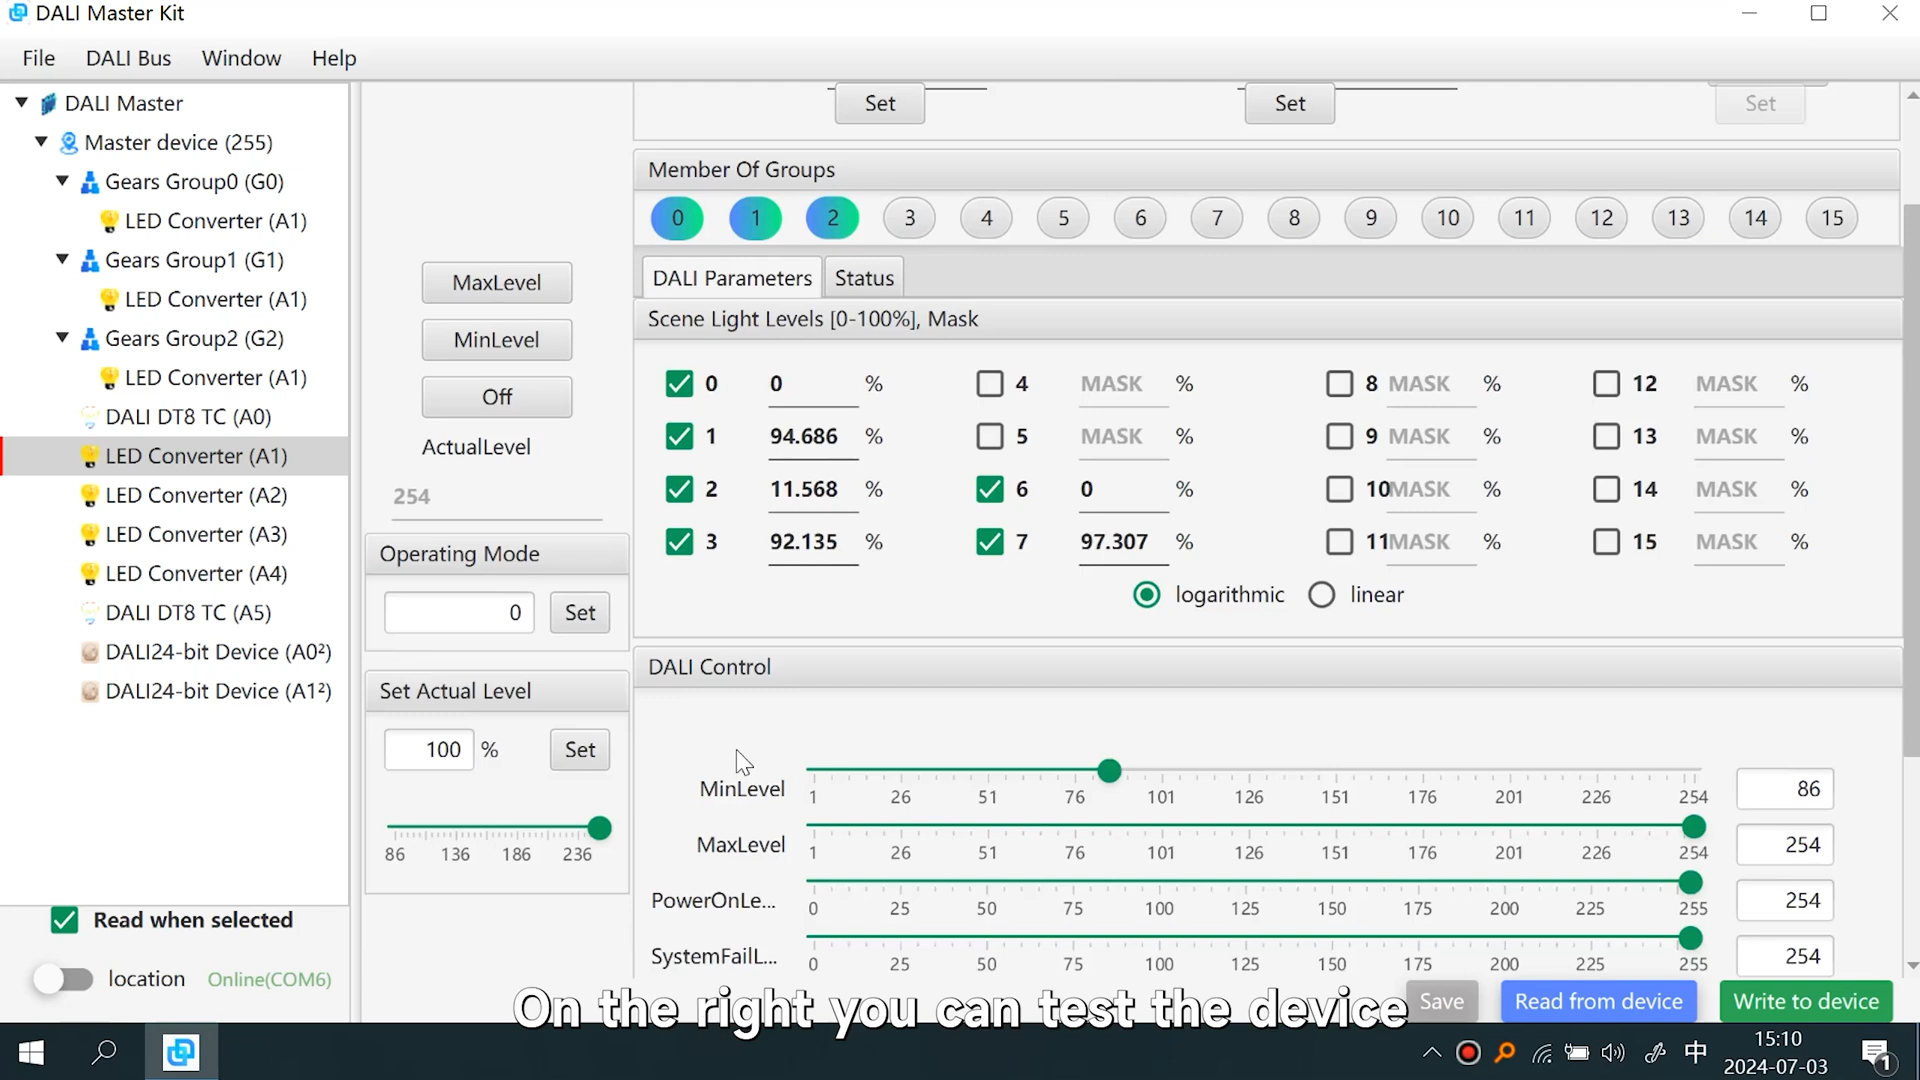 DALI Master Kit
File DALI Bus Window Help
DALI Master
Master device (255)
Gears Group0 (G0)
LED Converter (A1)
Gears Group1 (G1)
LED Converter (A1)
Gears Group2 (G2)
LED Converter (A1)
DALI DT8 TC (A0)
LED Converter (A1)
LED Converter (A2)
LED Converter (A3)
LED Converter (A4)
DALI DT8 TC (A5)
DALI24-bit Device (A0²)
DALI24-bit Device (A1²)
Read when selected
location Online(COM6)
MaxLevel
MinLevel
Off
ActualLevel
254
Operating Mode
0 Set
Set Actual Level
100 % Set
86 136 186 236
Set Set Set
Member Of Groups
0 1 2 3 4 5 6 7 8 9 10 11 12 13 14 15
DALI Parameters Status
Scene Light Levels [0-100%], Mask
0 0 % 4 MASK % 8 MASK % 12 MASK %
1 94.686 % 5 MASK % 9 MASK % 13 MASK %
2 11.568 % 6 0 % 10 MASK % 14 MASK %
3 92.135 % 7 97.307 % 11 MASK % 15 MASK %
logarithmic linear
DALI Control
MinLevel 1 26 51 76 101 126 151 176 201 226 254 86
MaxLevel 1 26 51 76 101 126 151 176 201 226 254 254
PowerOnLe... 0 25 50 75 100 125 150 175 200 225 255 254
SystemFailL... 0 25 50 75 100 125 150 175 200 225 255 254
On the right you can test the device
Save Read from device Write to device
中
15:10
2024-07-03
1